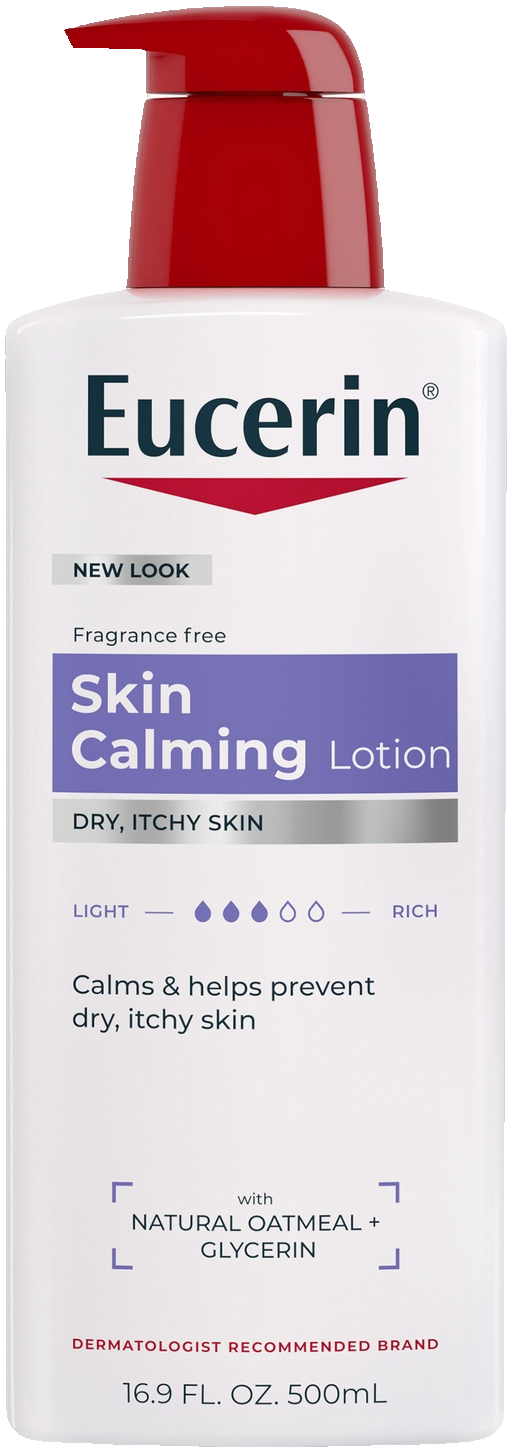 Eucerin®
NEW LOOK
Fragrance free
Skin
Calming Lotion
DRY, ITCHY SKIN
LIGHT — — RICH
Calms & helps prevent
dry, itchy skin
with
NATURAL OATMEAL +
GLYCERIN
DERMATOLOGIST RECOMMENDED BRAND
16.9 FL. OZ. 500mL